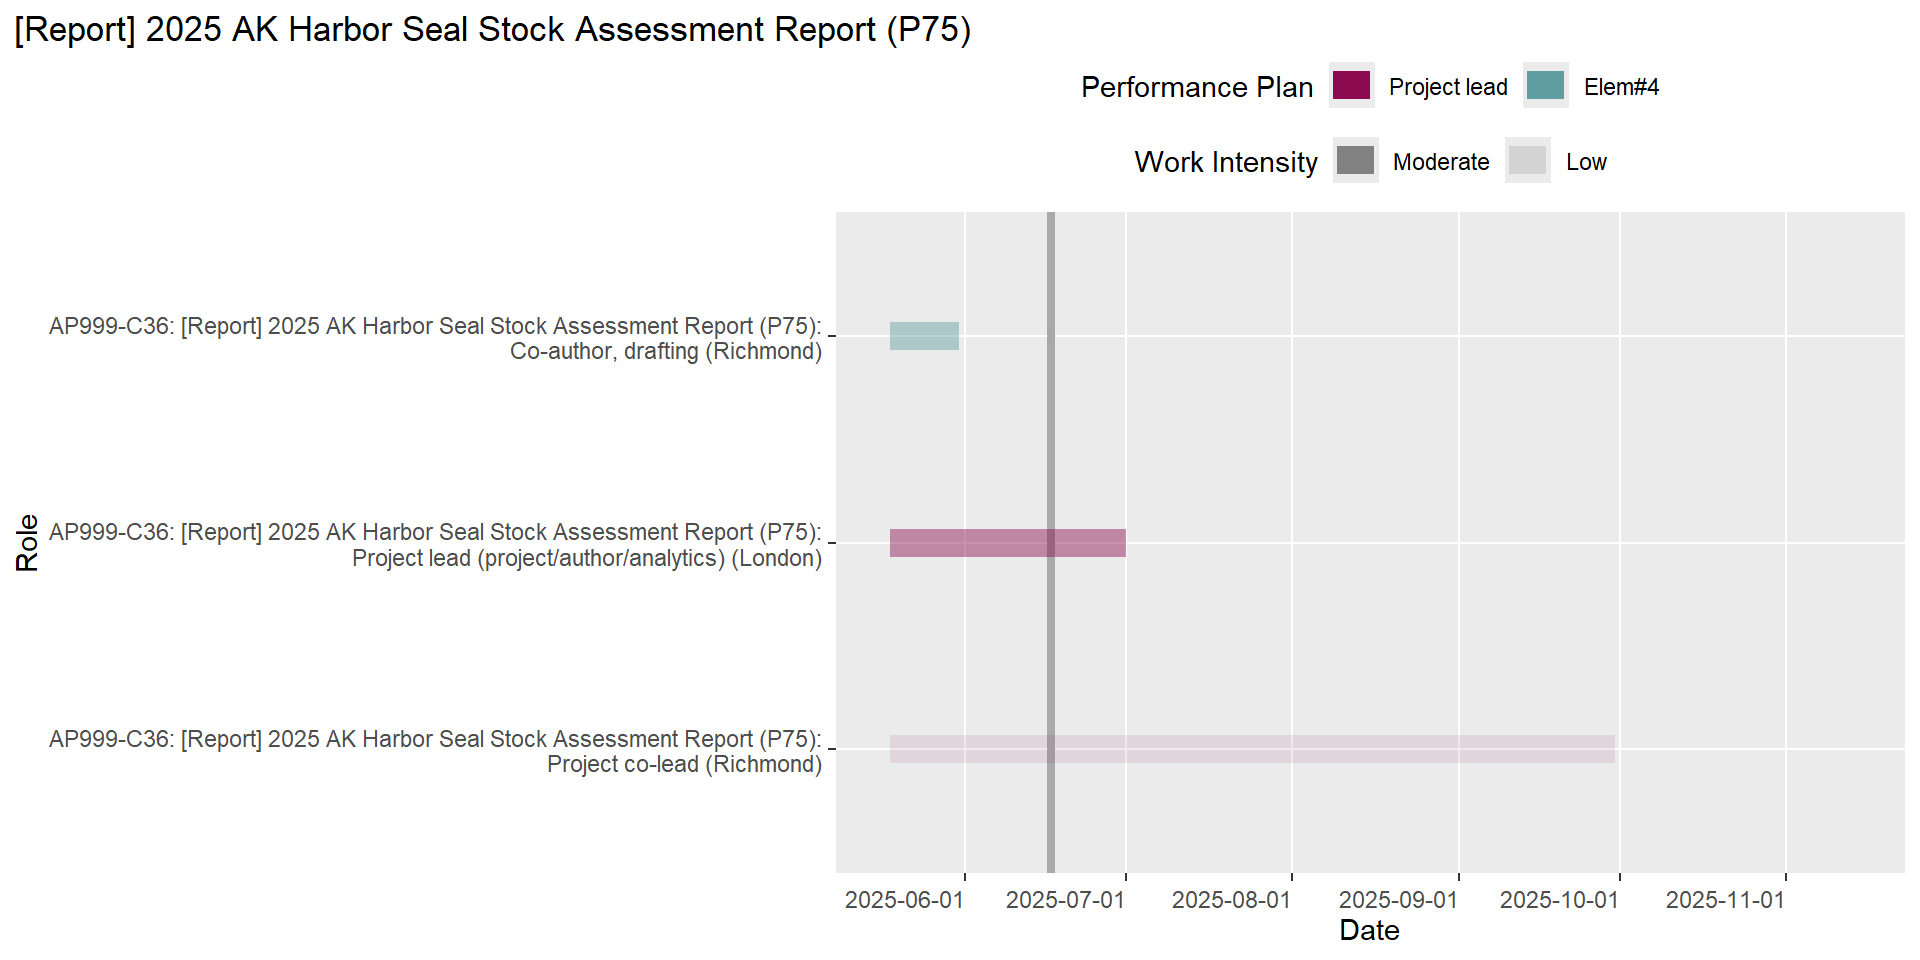 [Report] 2025 AK Harbor Seal Stock Assessment Report (P75)
Performance Plan Project lead Elem#4
Work Intensity Moderate Low
AP999-C36: [Report] 2025 AK Harbor Seal Stock Assessment Report (P75):
Co-author, drafting (Richmond)
Role
AP999-C36: [Report] 2025 AK Harbor Seal Stock Assessment Report (P75):
Project lead (project/author/analytics) (London)
AP999-C36: [Report] 2025 AK Harbor Seal Stock Assessment Report (P75):
Project co-lead (Richmond)
2025-06-01 2025-07-01 2025-08-01 2025-09-01 2025-10-01 2025-11-01
Date